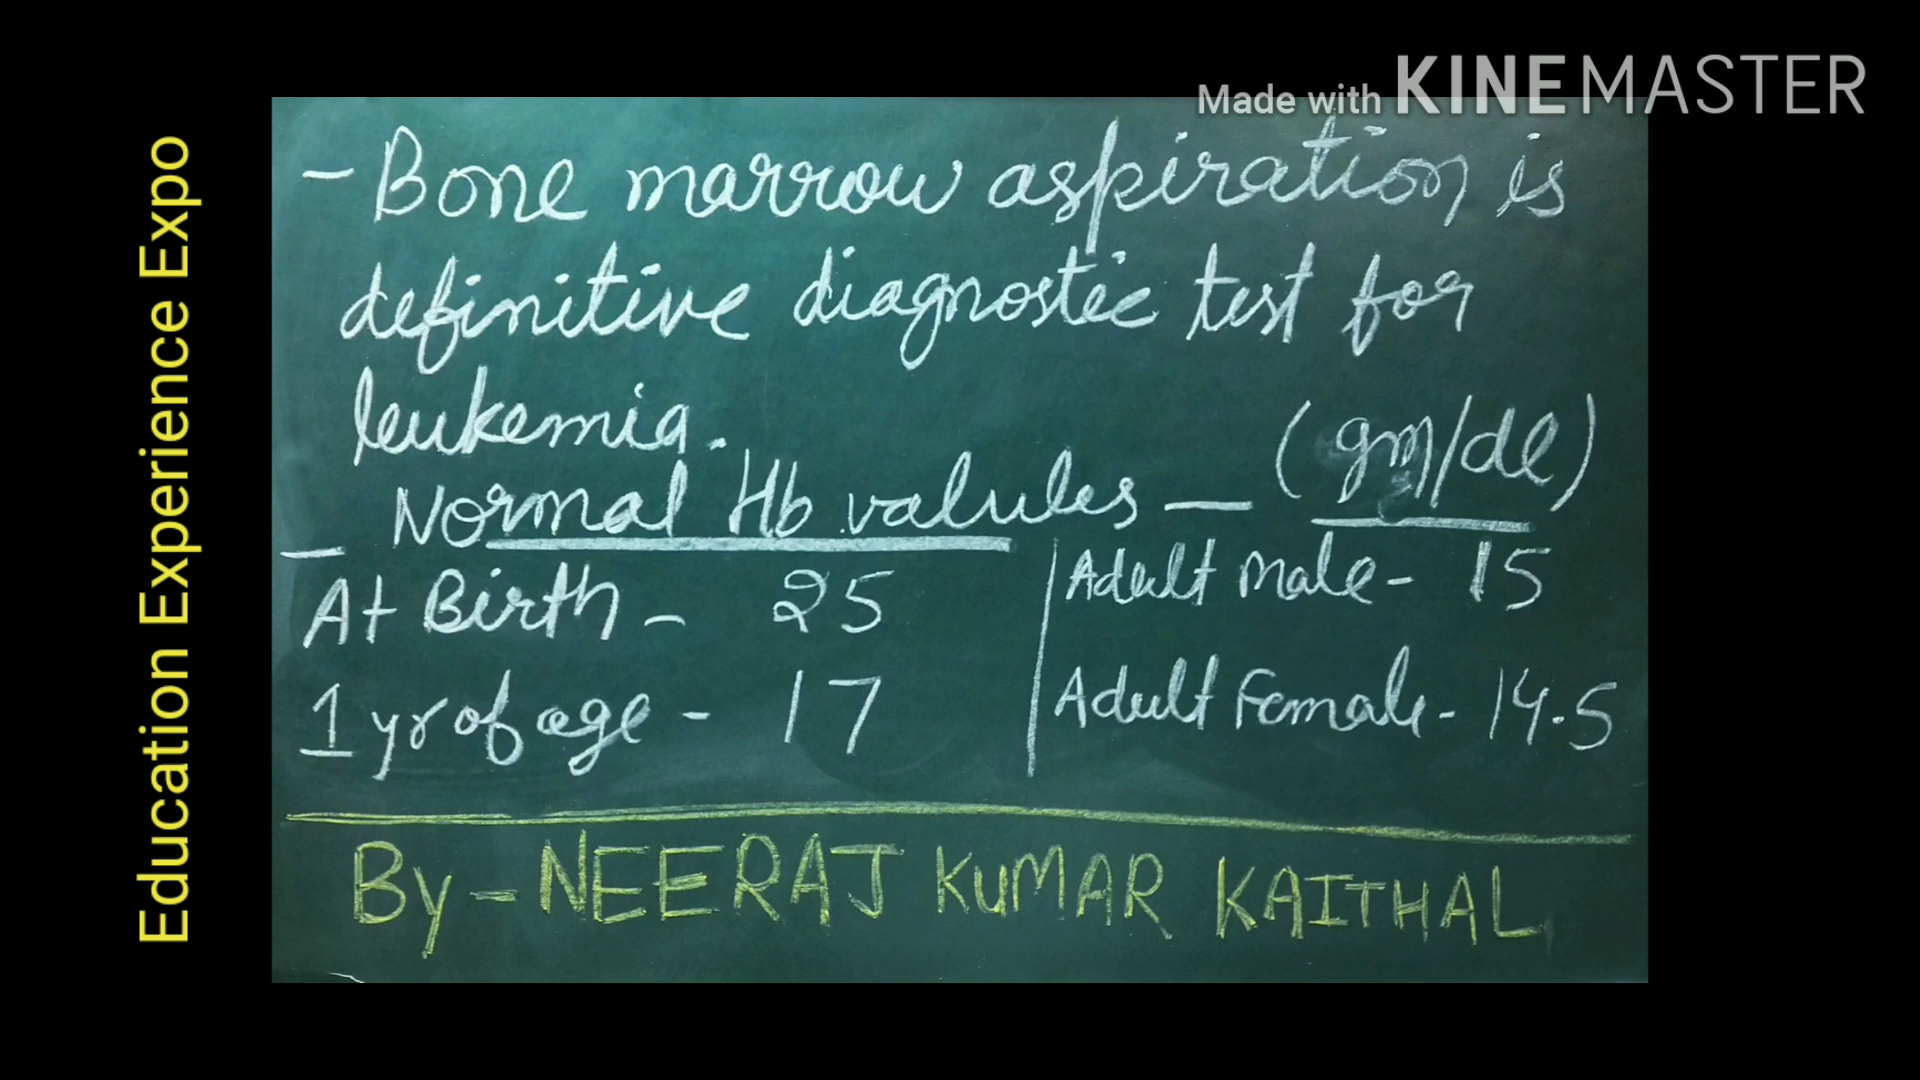 Made with KINEMASTER
Education Experience Expo
- Bone marrow aspiration is
definitive diagnostic test for
leukemia.
- Normal Hb valules — (gm/dl)
At Birth - 25
1 yr of age - 17
Adult male - 15
Adult Female - 14.5
By - NEERAJ KUMAR KAITHAL